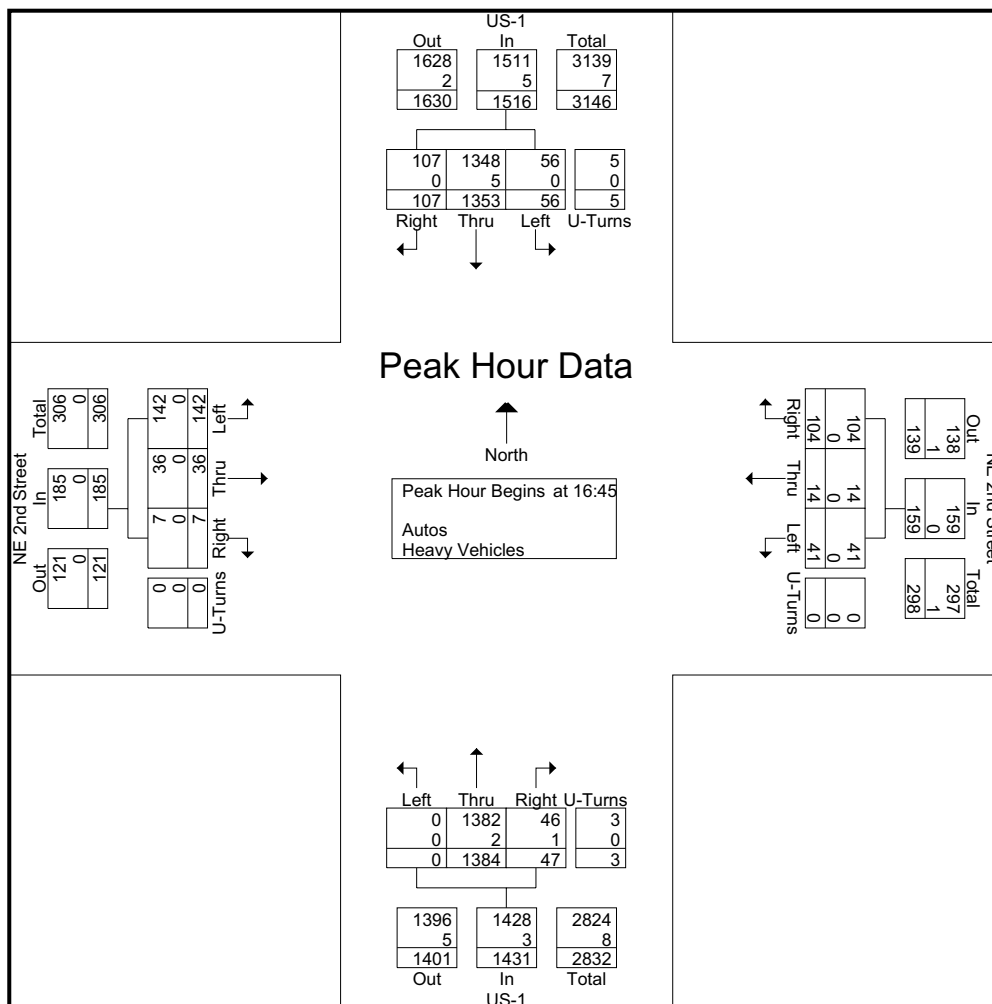 US-1
Out In Total
1628 1511 3139
2 5 7
1630 1516 3146
107 1348 56 5
0 5 0 0
107 1353 56 5
Right Thru Left U-Turns
Peak Hour Data
North
Peak Hour Begins at 16:45
Autos
Heavy Vehicles
NE 2nd Street
Total In Out
306 185 121
0 0 0
306 185 121
142 36 7 0
0 0 0 0
142 36 7 0
Left Thru Right U-Turns
Right Thru Left U-Turns
104 14 41 0
0 0 0 0
104 14 41 0
Out In Total
139 159 298
1 0 1
138 159 297
NE 2nd Street
Left Thru Right U-Turns
0 1382 46 3
0 2 1 0
0 1384 47 3
1396 1428 2824
5 3 8
1401 1431 2832
Out In Total
US-1